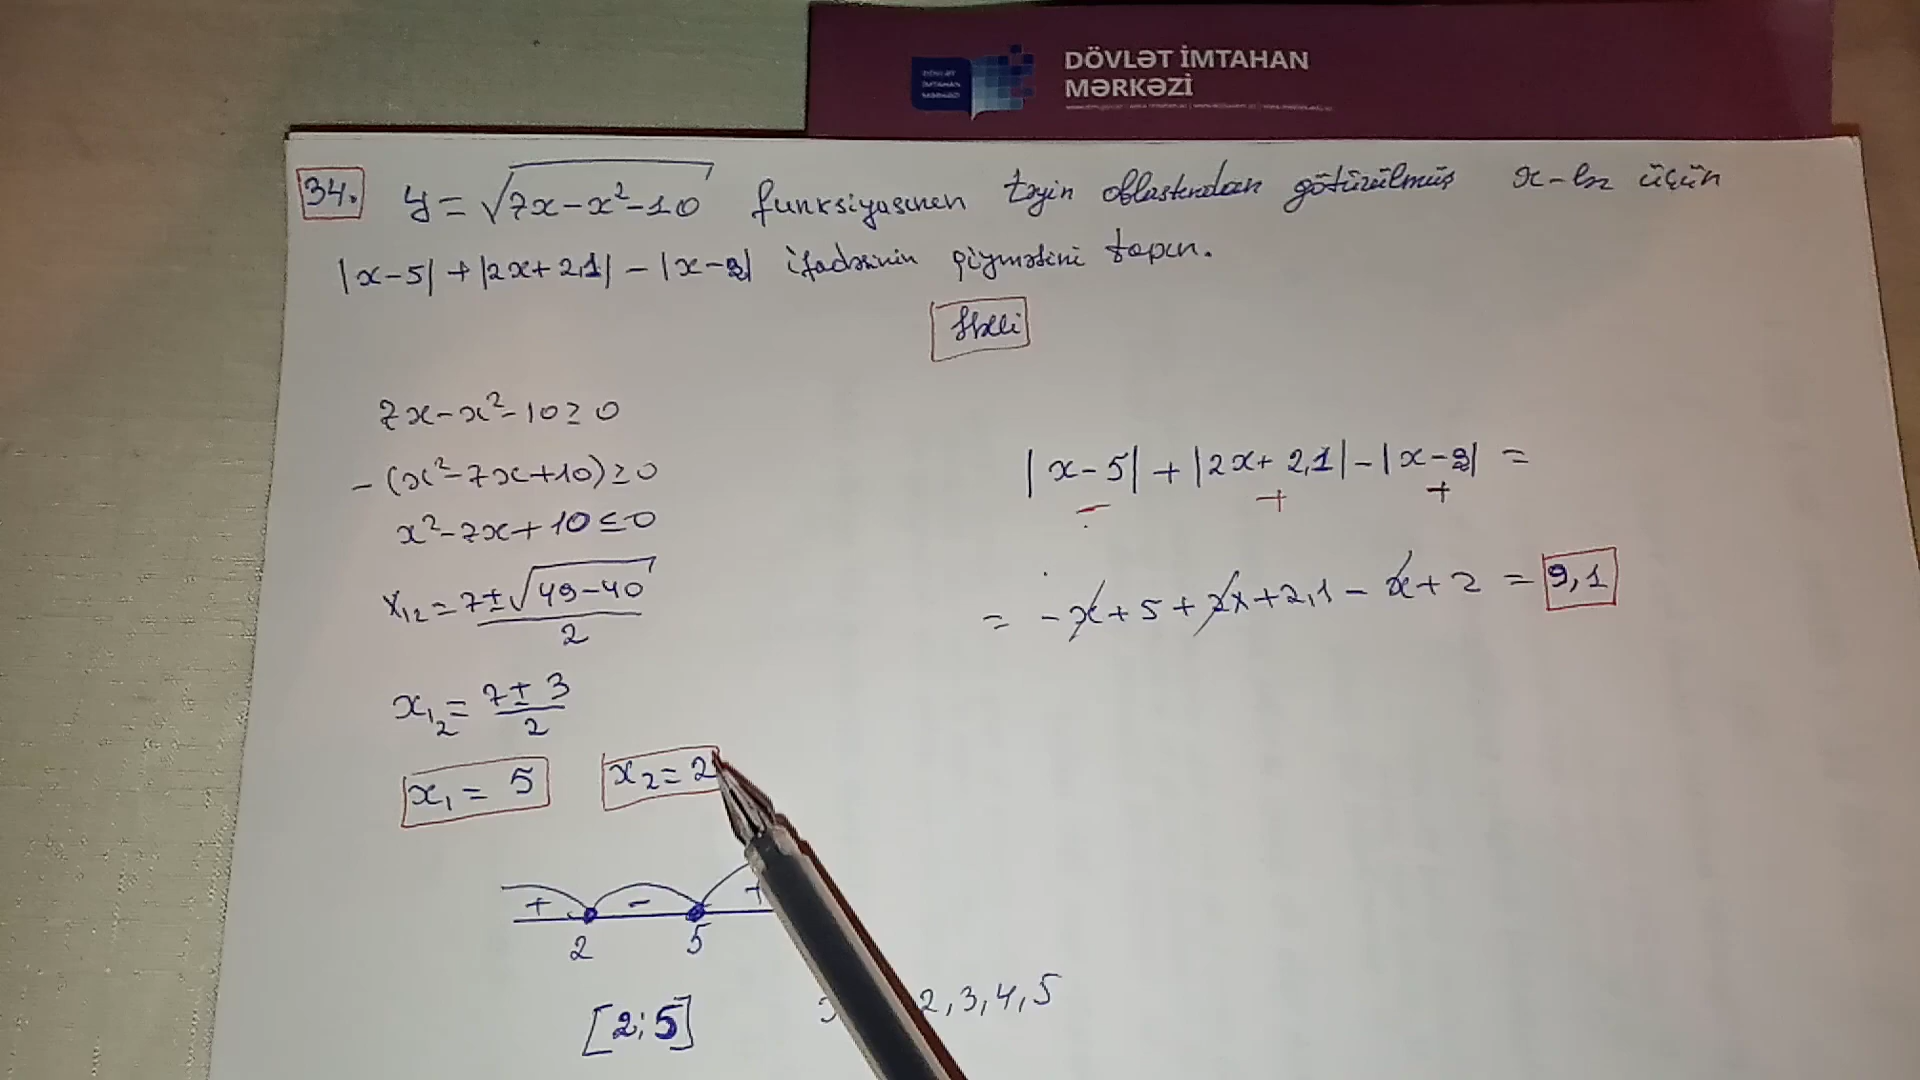 DÖVLƏT İMTAHAN
MƏRKƏZİ
34. y = √(7x-x²-10) funksiyasının təyin oblastından götürülmüş x-lər üçün
|x-5| + |2x+2,1| - |x-2| ifadəsinin qiymətini tapın.
Həlli
7x-x²-10≥0
-(x²-7x+10)≥0
x²-7x+10≤0
x₁₂ = (7±√(49-40))/2
x₁₂ = (7±3)/2
x₁ = 5 x₂ = 2
+ - +
2 5
[2;5]
2,3,4,5
|x-5| + |2x+2,1| - |x-2| =
- + +
= -x+5+2x+2,1-x+2 = 9,1